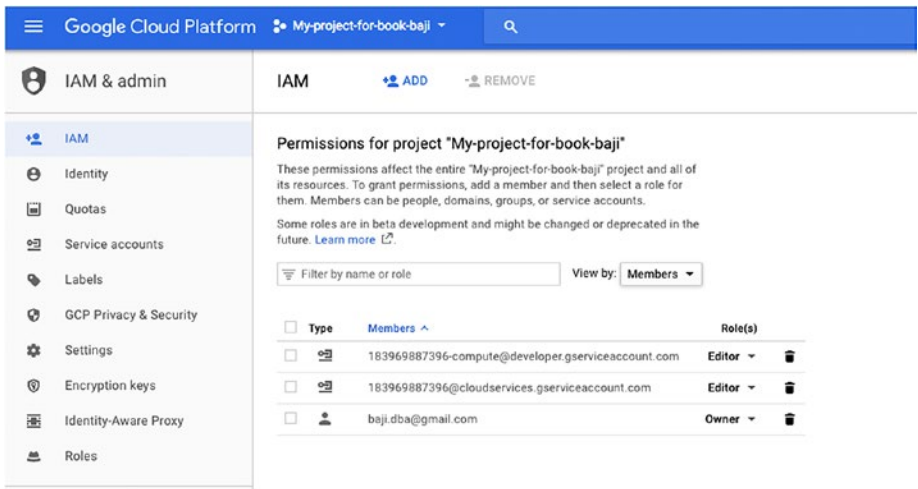 Google Cloud Platform My-project-for-book-baji
IAM & admin
IAM ADD REMOVE
IAM
Identity
Quotas
Service accounts
Labels
GCP Privacy & Security
Settings
Encryption keys
Identity-Aware Proxy
Roles
Permissions for project "My-project-for-book-baji"
These permissions affect the entire "My-project-for-book-baji" project and all of
its resources. To grant permissions, add a member and then select a role for
them. Members can be people, domains, groups, or service accounts.
Some roles are in beta development and might be changed or deprecated in the
future. Learn more
Filter by name or role View by: Members
Type Members Role(s)
183969887396-compute@developer.gserviceaccount.com Editor
183969887396@cloudservices.gserviceaccount.com Editor
baji.dba@gmail.com Owner